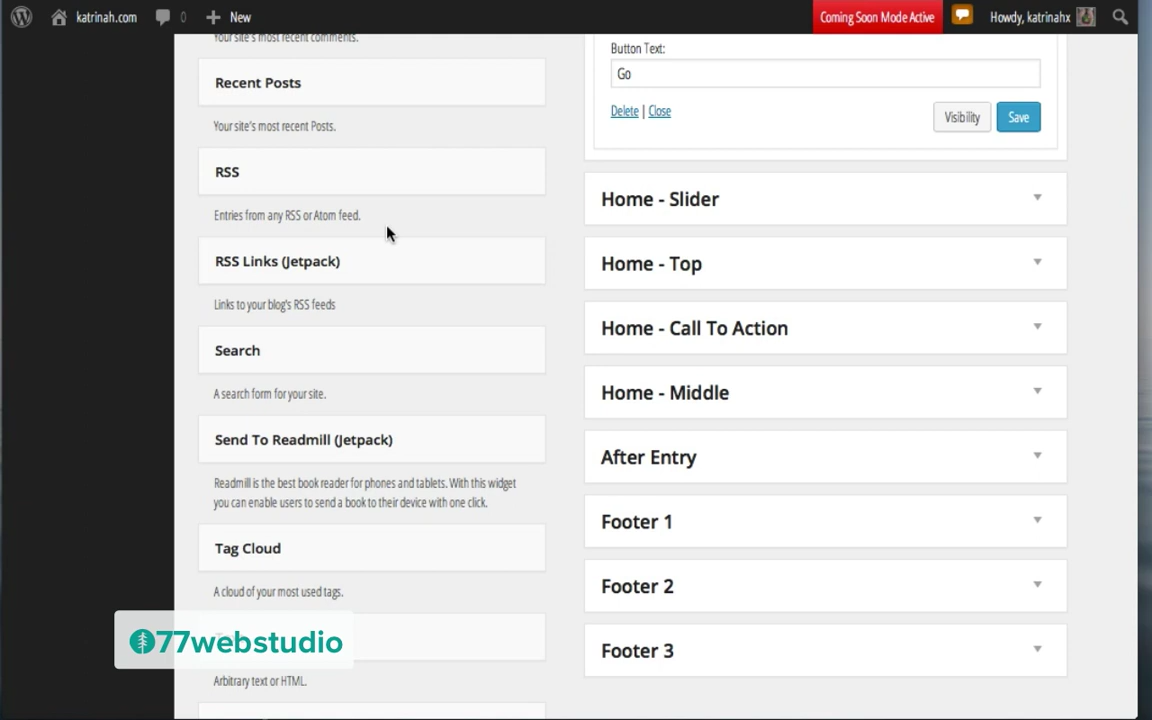 katrinah.com
0
New
Coming Soon Mode Active
Howdy, katrinahx
Your site's most recent comments.
Recent Posts
Your site's most recent Posts.
RSS
Entries from any RSS or Atom feed.
RSS Links (Jetpack)
Links to your blog's RSS feeds
Search
A search form for your site.
Send To Readmill (Jetpack)
Readmill is the best book reader for phones and tablets. With this widget
you can enable users to send a book to their device with one click.
Tag Cloud
A cloud of your most used tags.
77webstudio
Arbitrary text or HTML.
Button Text:
Go
Delete | Close
Visibility
Save
Home - Slider
Home - Top
Home - Call To Action
Home - Middle
After Entry
Footer 1
Footer 2
Footer 3